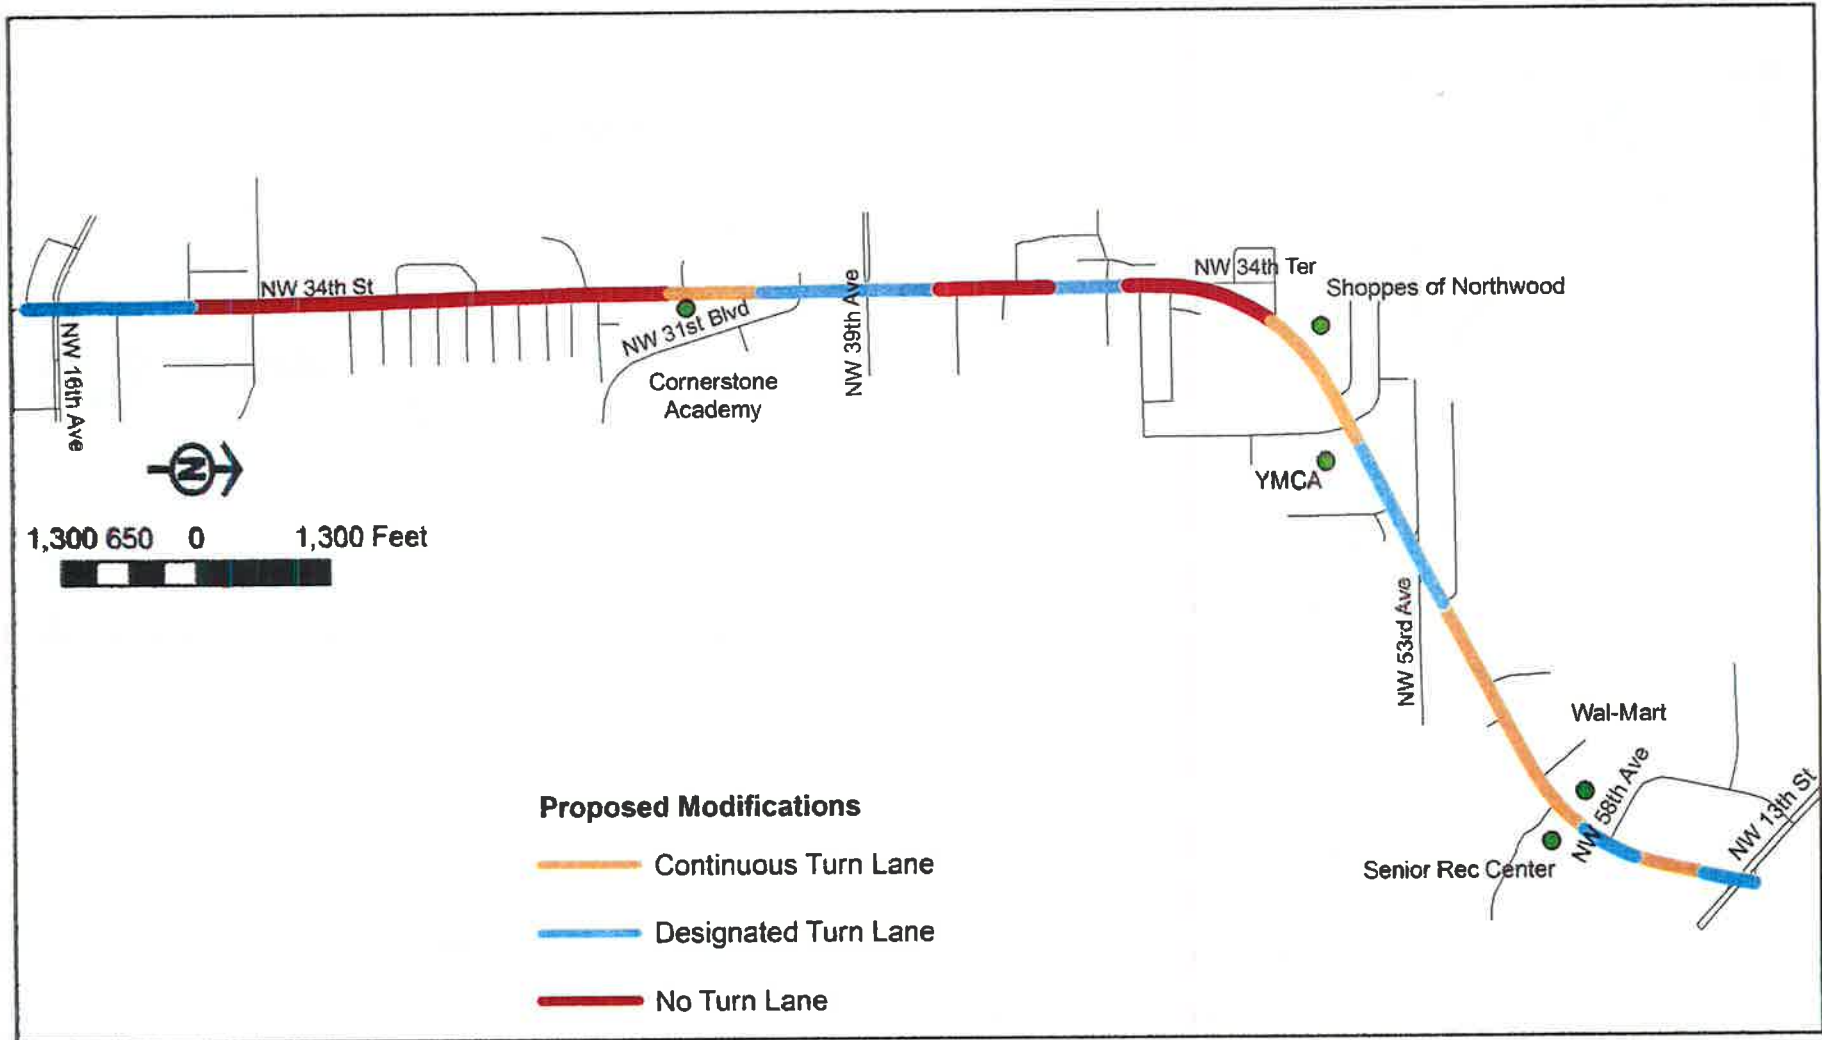 NW 34th St
NW 34th Ter
Shoppes of Northwood
NW 16th Ave
NW 31st Blvd
NW 39th Ave
Cornerstone
Academy
N
YMCA
1,300 650 0 1,300 Feet
NW 53rd Ave
Wal-Mart
NW 58th Ave
NW 13th St
Senior Rec Center
Proposed Modifications
Continuous Turn Lane
Designated Turn Lane
No Turn Lane